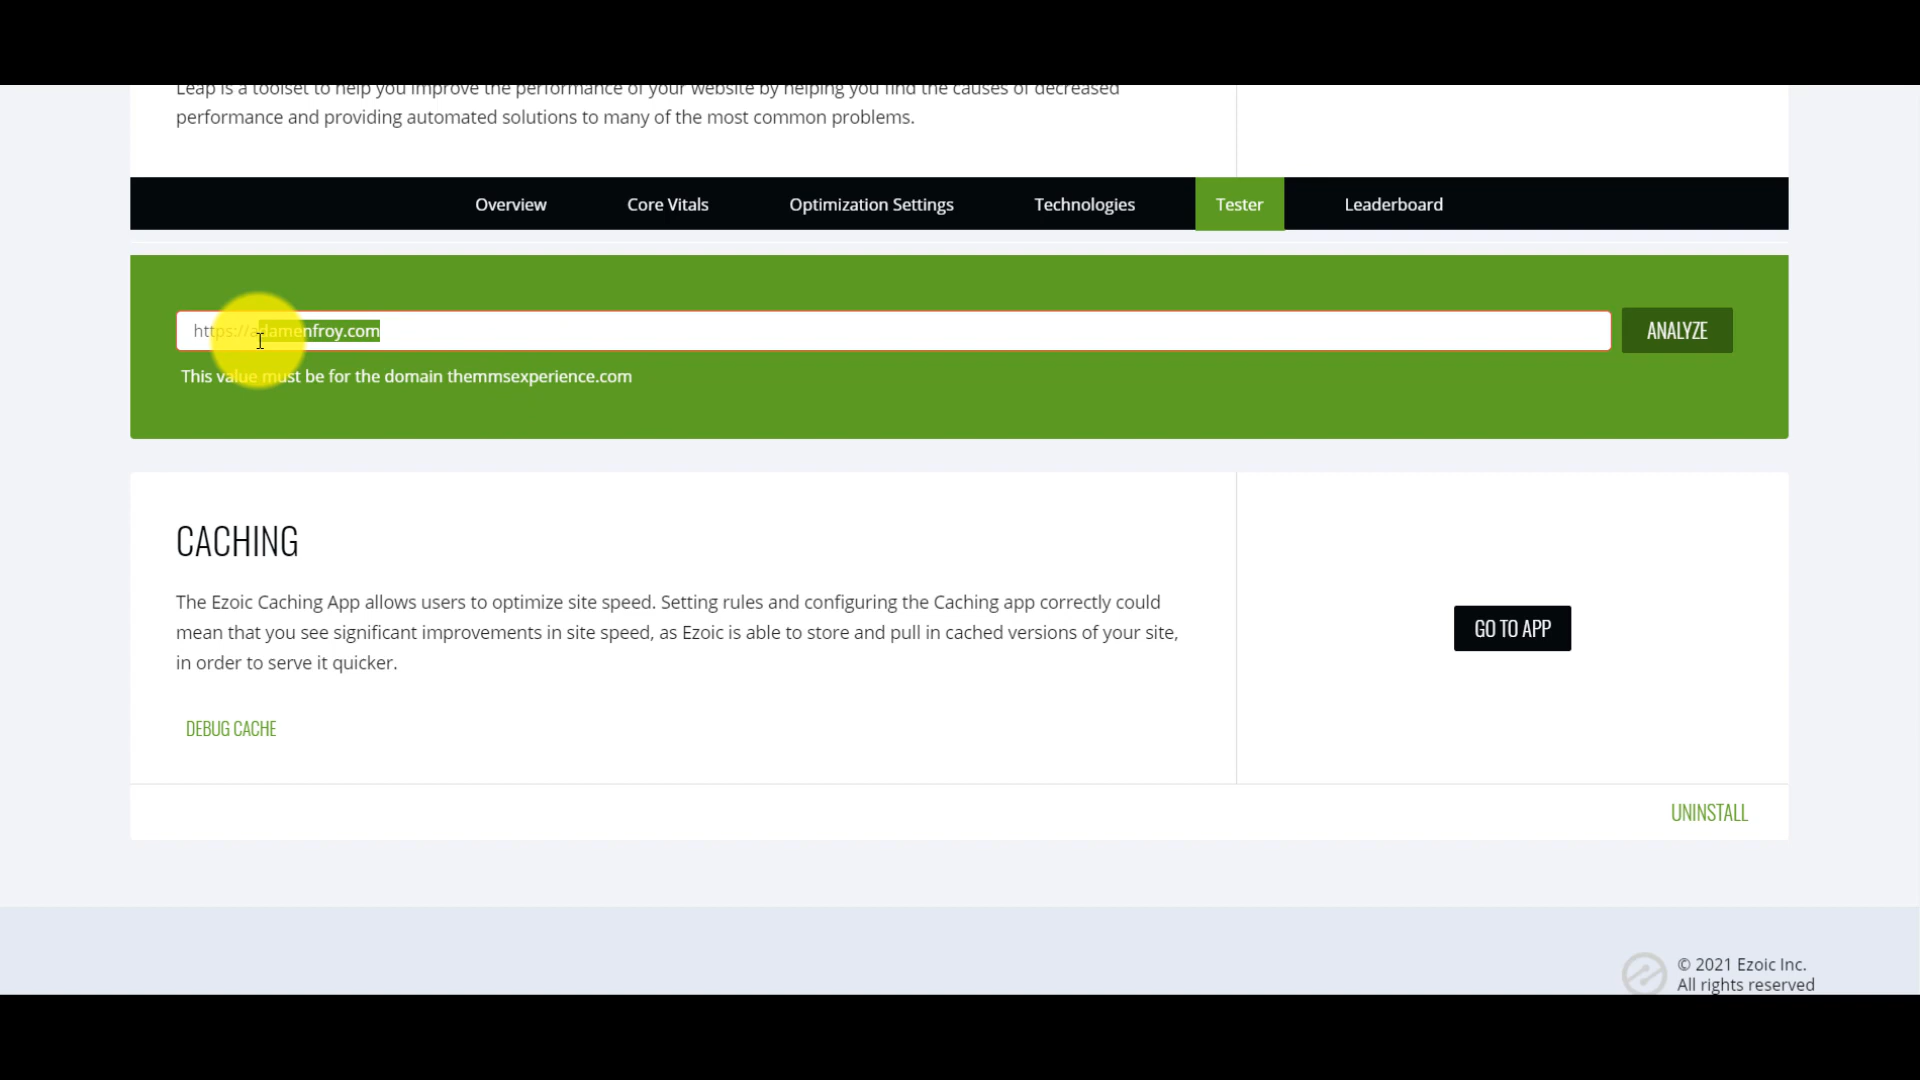 Leap is a toolset to help you improve the performance of your website by helping you find the causes of decreased
performance and providing automated solutions to many of the most common problems.
Overview Core Vitals Optimization Settings Technologies Tester Leaderboard
https://adamenfroy.com
ANALYZE
This value must be for the domain themmsexperience.com
CACHING
The Ezoic Caching App allows users to optimize site speed. Setting rules and configuring the Caching app correctly could
mean that you see significant improvements in site speed, as Ezoic is able to store and pull in cached versions of your site,
in order to serve it quicker.
GO TO APP
DEBUG CACHE
UNINSTALL
© 2021 Ezoic Inc.
All rights reserved